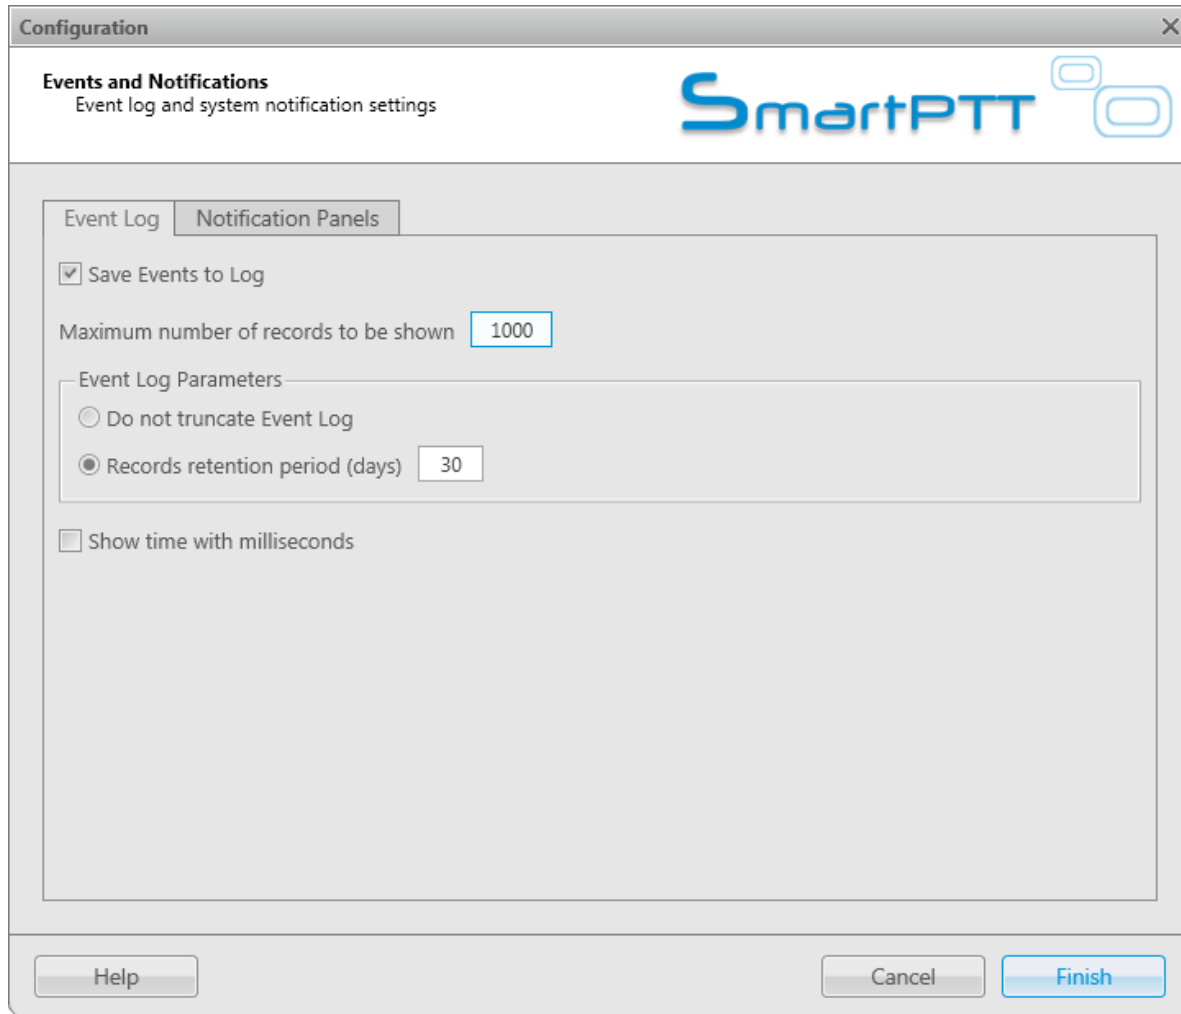 Configuration
Events and Notifications
Event log and system notification settings
SmartPTT
Event Log
Notification Panels
Save Events to Log
Maximum number of records to be shown 1000
Event Log Parameters
Do not truncate Event Log
Records retention period (days) 30
Show time with milliseconds
Help
Cancel
Finish